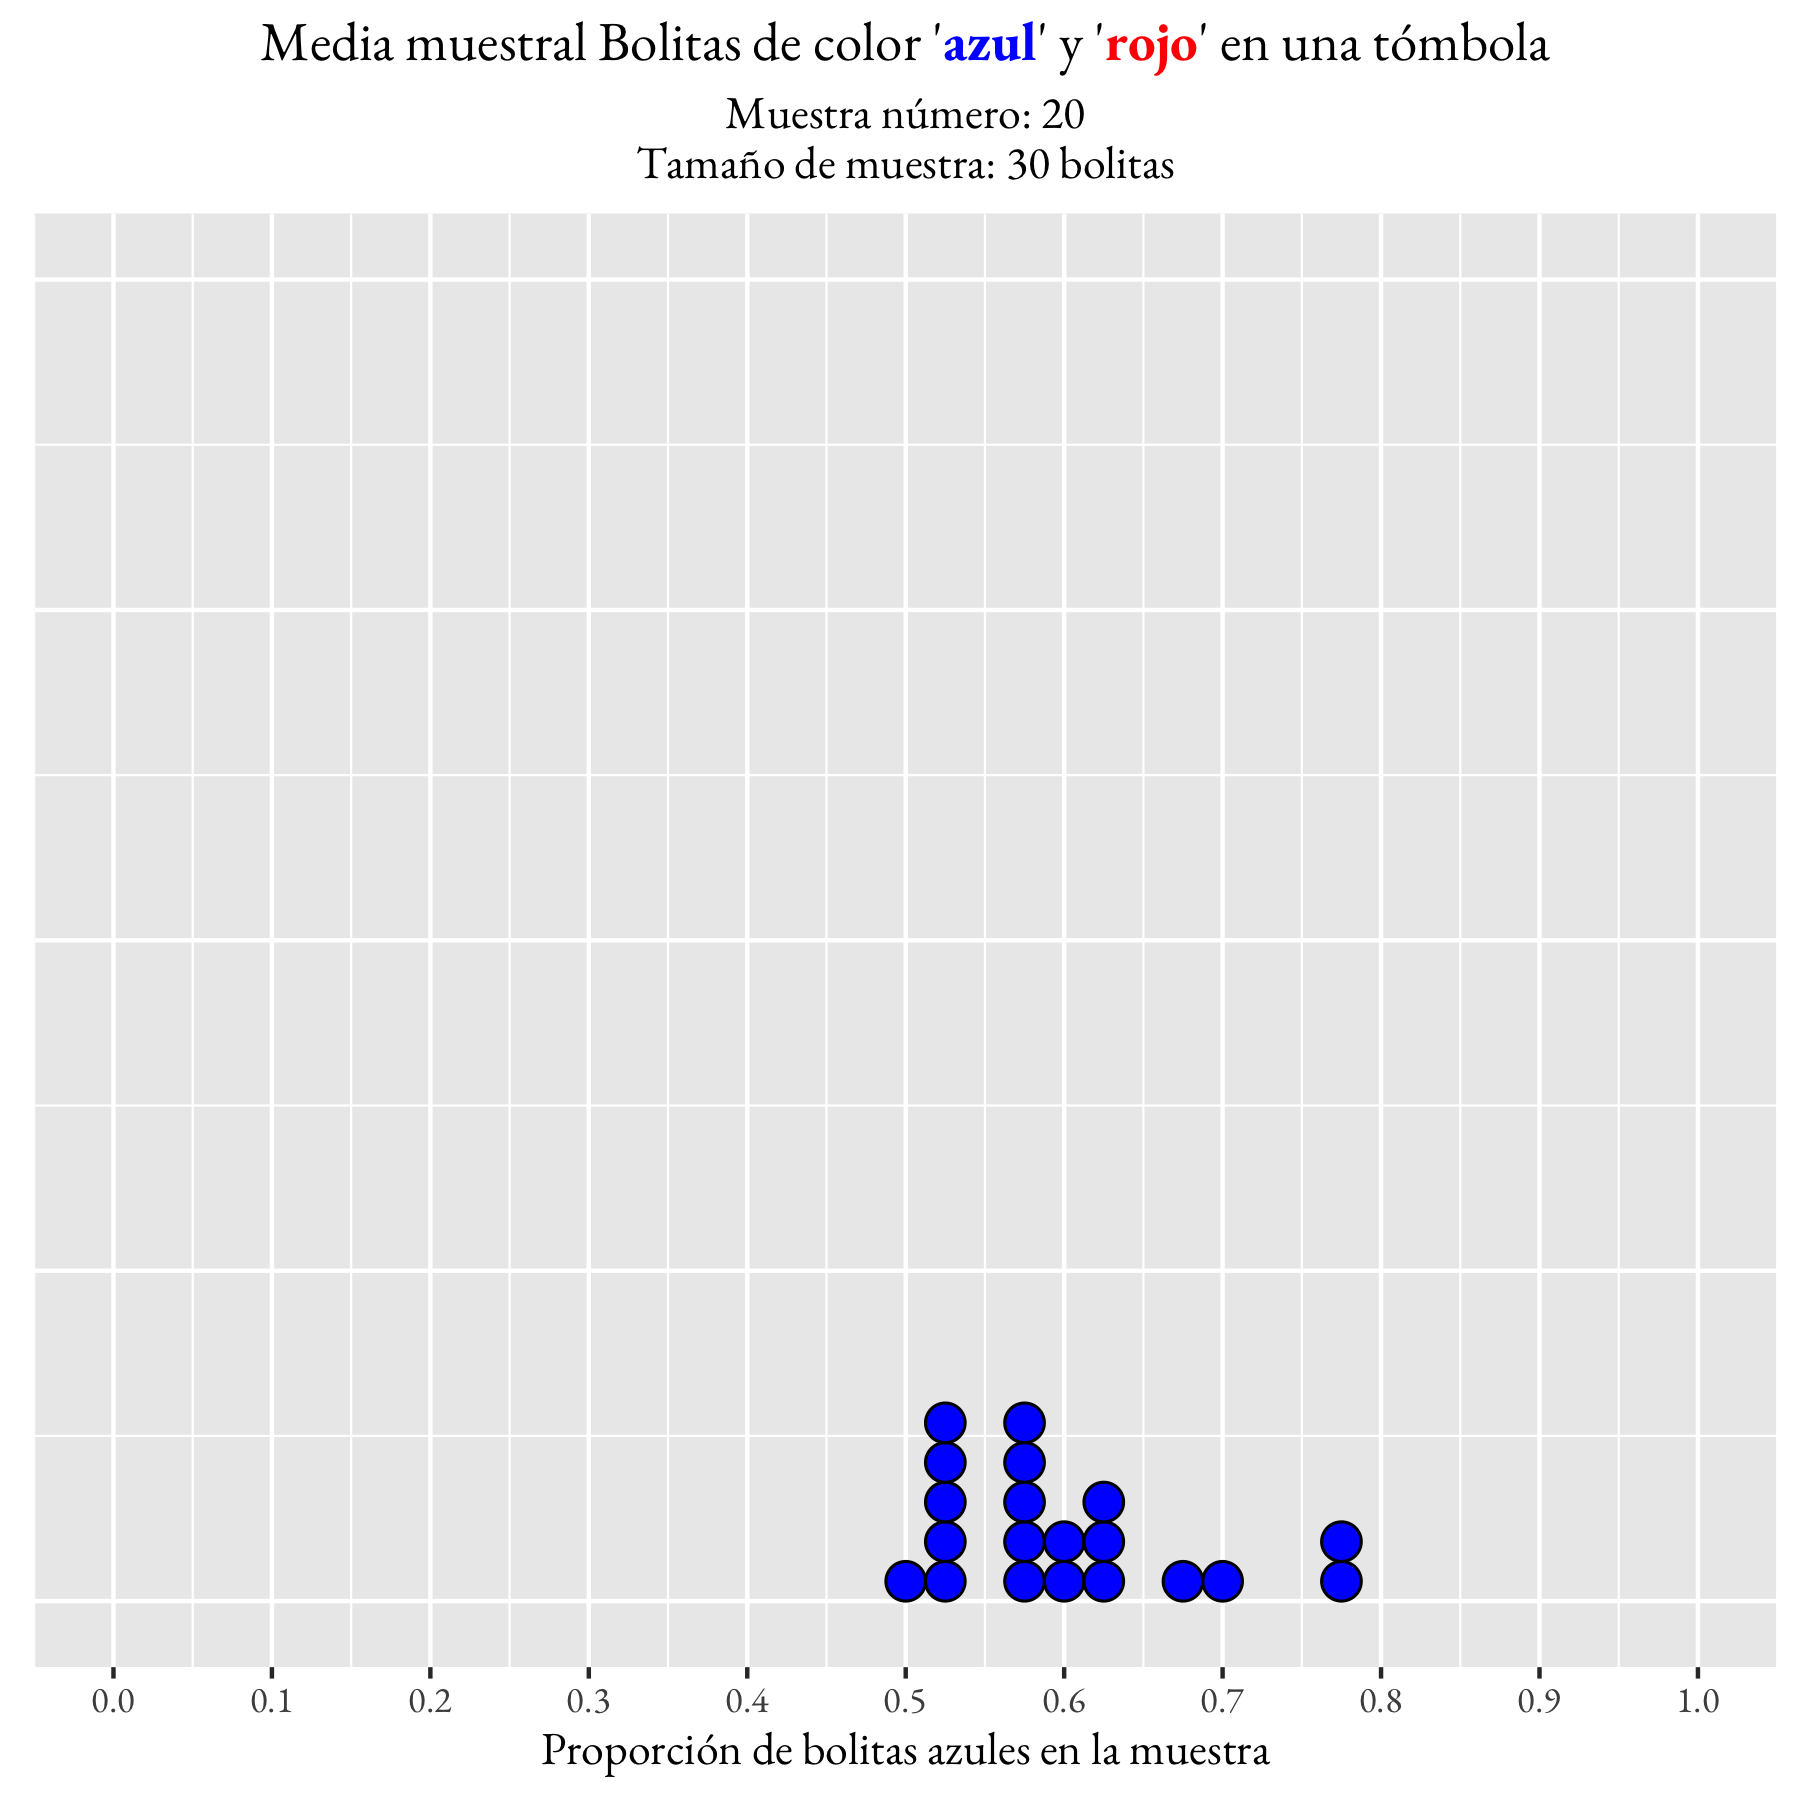 Media muestral Bolitas de color 'azul' y 'rojo' en una tómbola
Muestra número: 20
Tamaño de muestra: 30 bolitas
0.0 0.1 0.2 0.3 0.4 0.5 0.6 0.7 0.8 0.9 1.0
Proporción de bolitas azules en la muestra